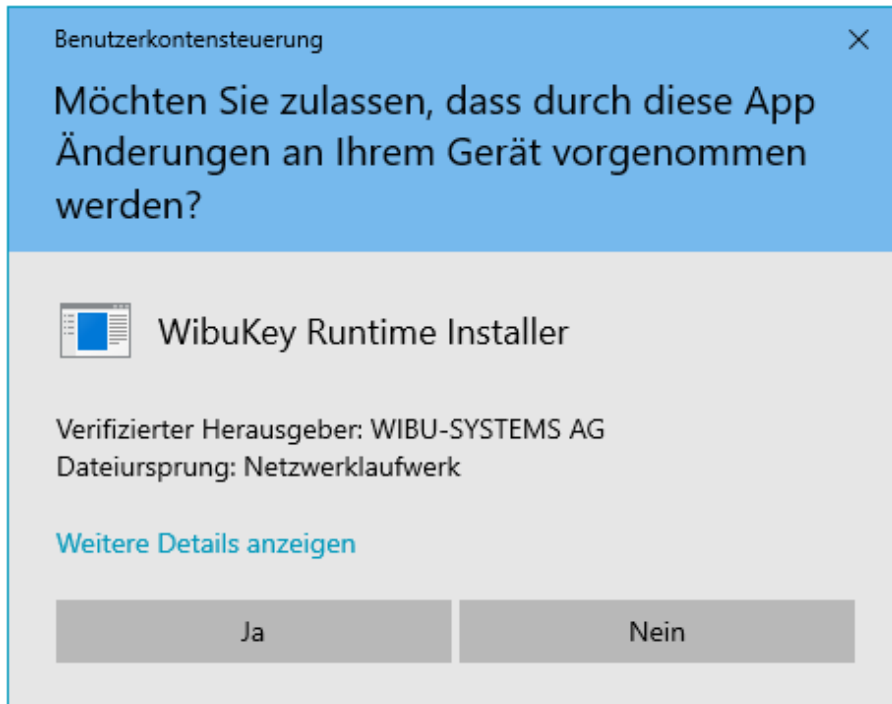 Benutzerkontensteuerung
Möchten Sie zulassen, dass durch diese App
Änderungen an Ihrem Gerät vorgenommen
werden?
WibuKey Runtime Installer
Verifizierter Herausgeber: WIBU-SYSTEMS AG
Dateiursprung: Netzwerklaufwerk
Weitere Details anzeigen
Ja
Nein